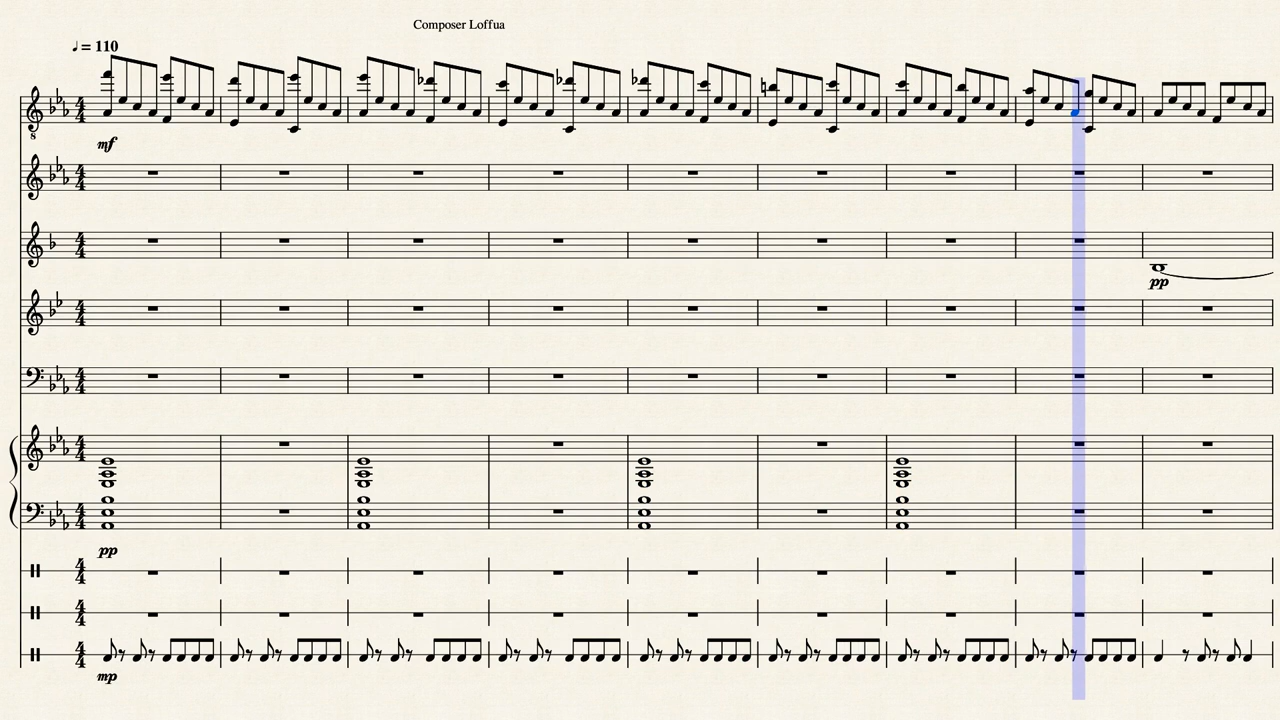 Composer Loffua
♩ = 110
mf
pp
pp
mp